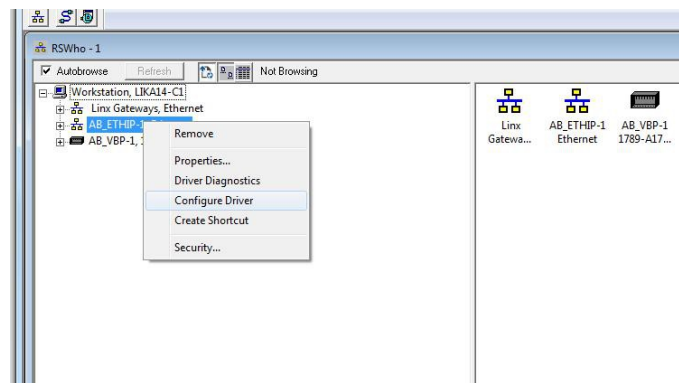 RSWho - 1
Autobrowse Refresh Not Browsing
Workstation, LIKA14-C1
Linx Gateways, Ethernet
AB_ETHIP-1,
AB_VBP-1,
Remove
Properties...
Driver Diagnostics
Configure Driver
Create Shortcut
Security...
Linx
Gatewa...
AB_ETHIP-1
Ethernet
AB_VBP-1
1789-A17...